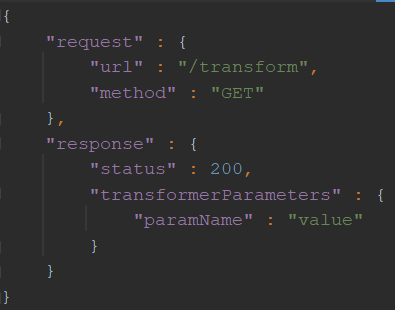 {
    "request" : {
        "url" : "/transform",
        "method" : "GET"
    },
    "response" : {
        "status" : 200,
        "transformerParameters" : {
            "paramName" : "value"
        }
    }
}